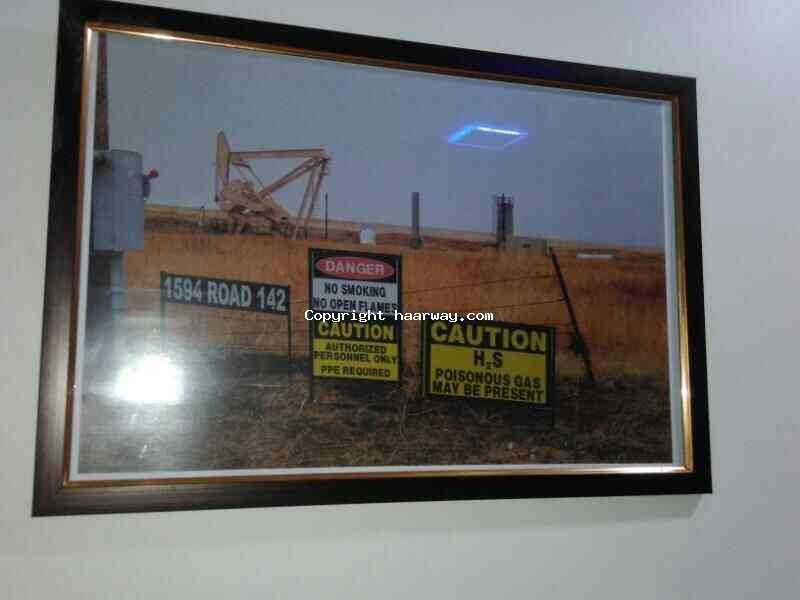 1594 ROAD 142
DANGER
NO SMOKING
NO OPEN FLAMES
Copyright haarway.com
CAUTION
AUTHORIZED
PERSONNEL ONLY
PPE REQUIRED
CAUTION
H₂S
POISONOUS GAS
MAY BE PRESENT